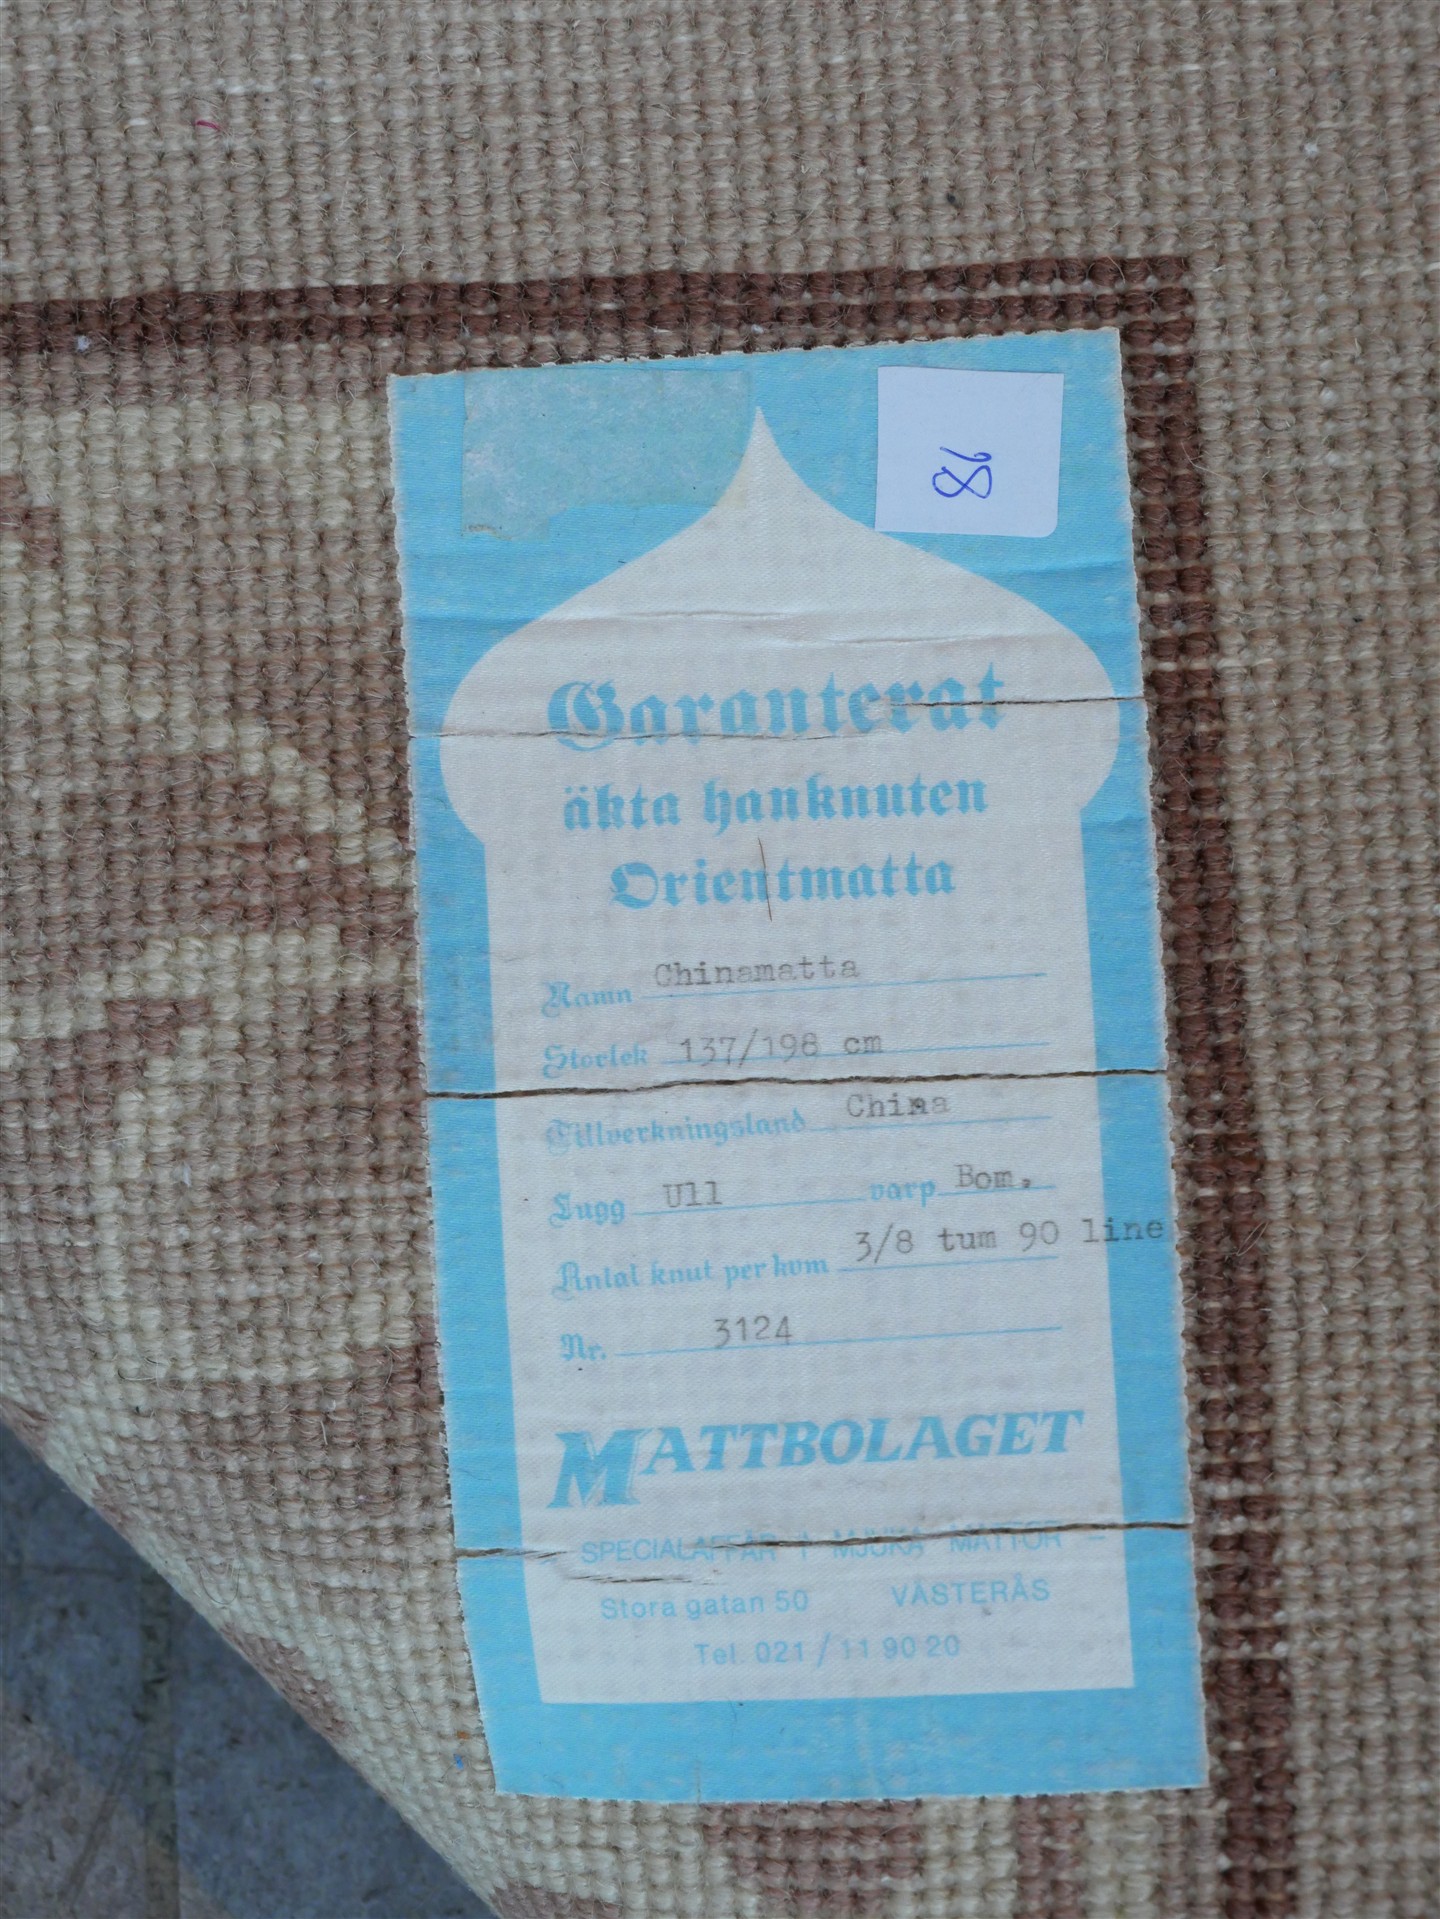 18
Garanterat
äkta hanknuten
Orientmatta
Namn Chinamatta
Storlek 137/198 cm
Tillverkningsland China
Lugg Ull varp Bom.
Antal knut per kvm 3/8 tum 90 line
Nr. 3124
MATTBOLAGET
SPECIALAFFÄR I MJUKA MATTOR –
Stora gatan 50 VÄSTERÅS
Tel. 021/11 90 20